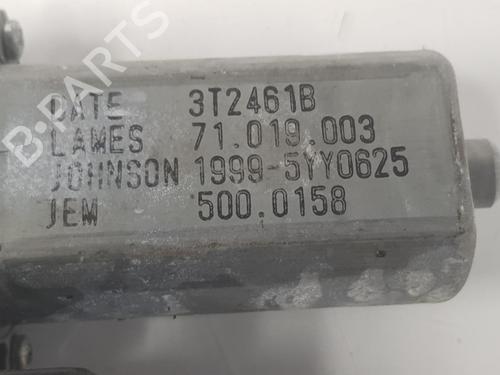 B-PARTS
DATE 3T2461B
LAMES 71.019.003
JOHNSON 1999-5YY0625
JEM 500.0158